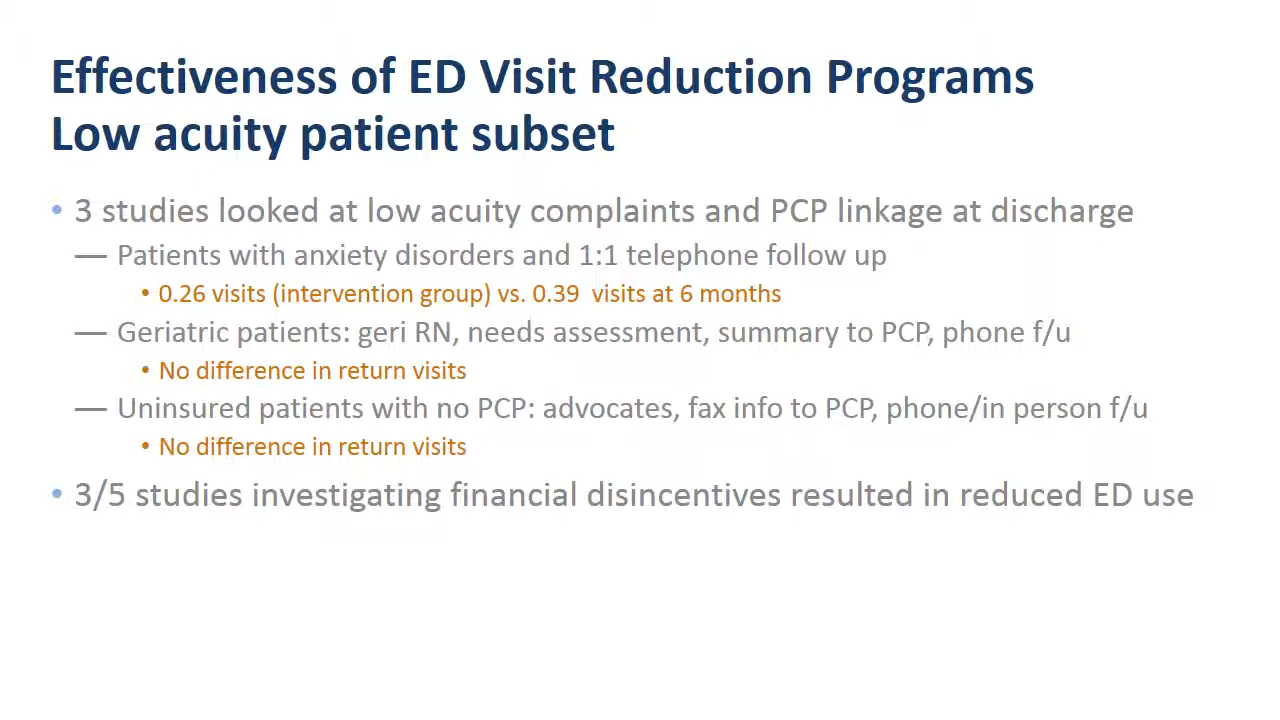 Effectiveness of ED Visit Reduction Programs
Low acuity patient subset
• 3 studies looked at low acuity complaints and PCP linkage at discharge
— Patients with anxiety disorders and 1:1 telephone follow up
• 0.26 visits (intervention group) vs. 0.39 visits at 6 months
— Geriatric patients: geri RN, needs assessment, summary to PCP, phone f/u
• No difference in return visits
— Uninsured patients with no PCP: advocates, fax info to PCP, phone/in person f/u
• No difference in return visits
• 3/5 studies investigating financial disincentives resulted in reduced ED use